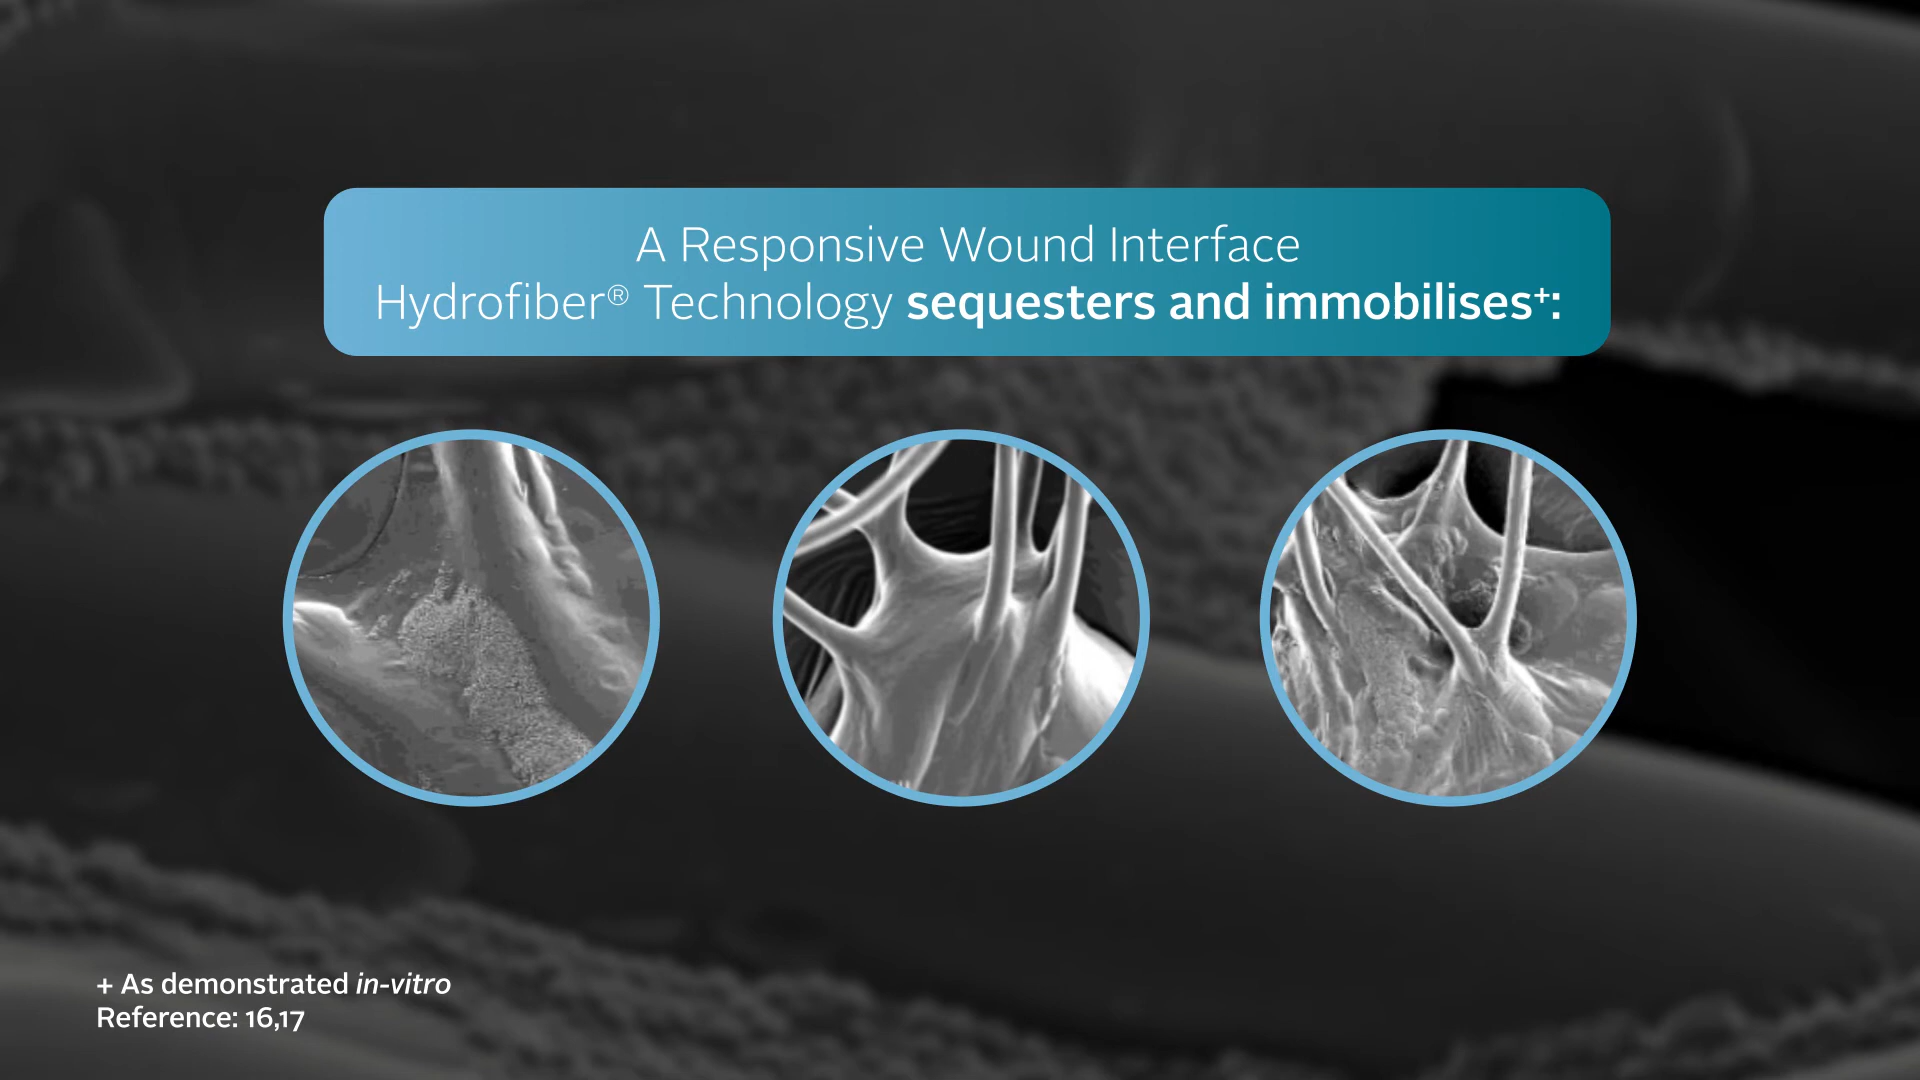 A Responsive Wound Interface
Hydrofiber® Technology sequesters and immobilises⁺:
+ As demonstrated in-vitro
Reference: 16,17